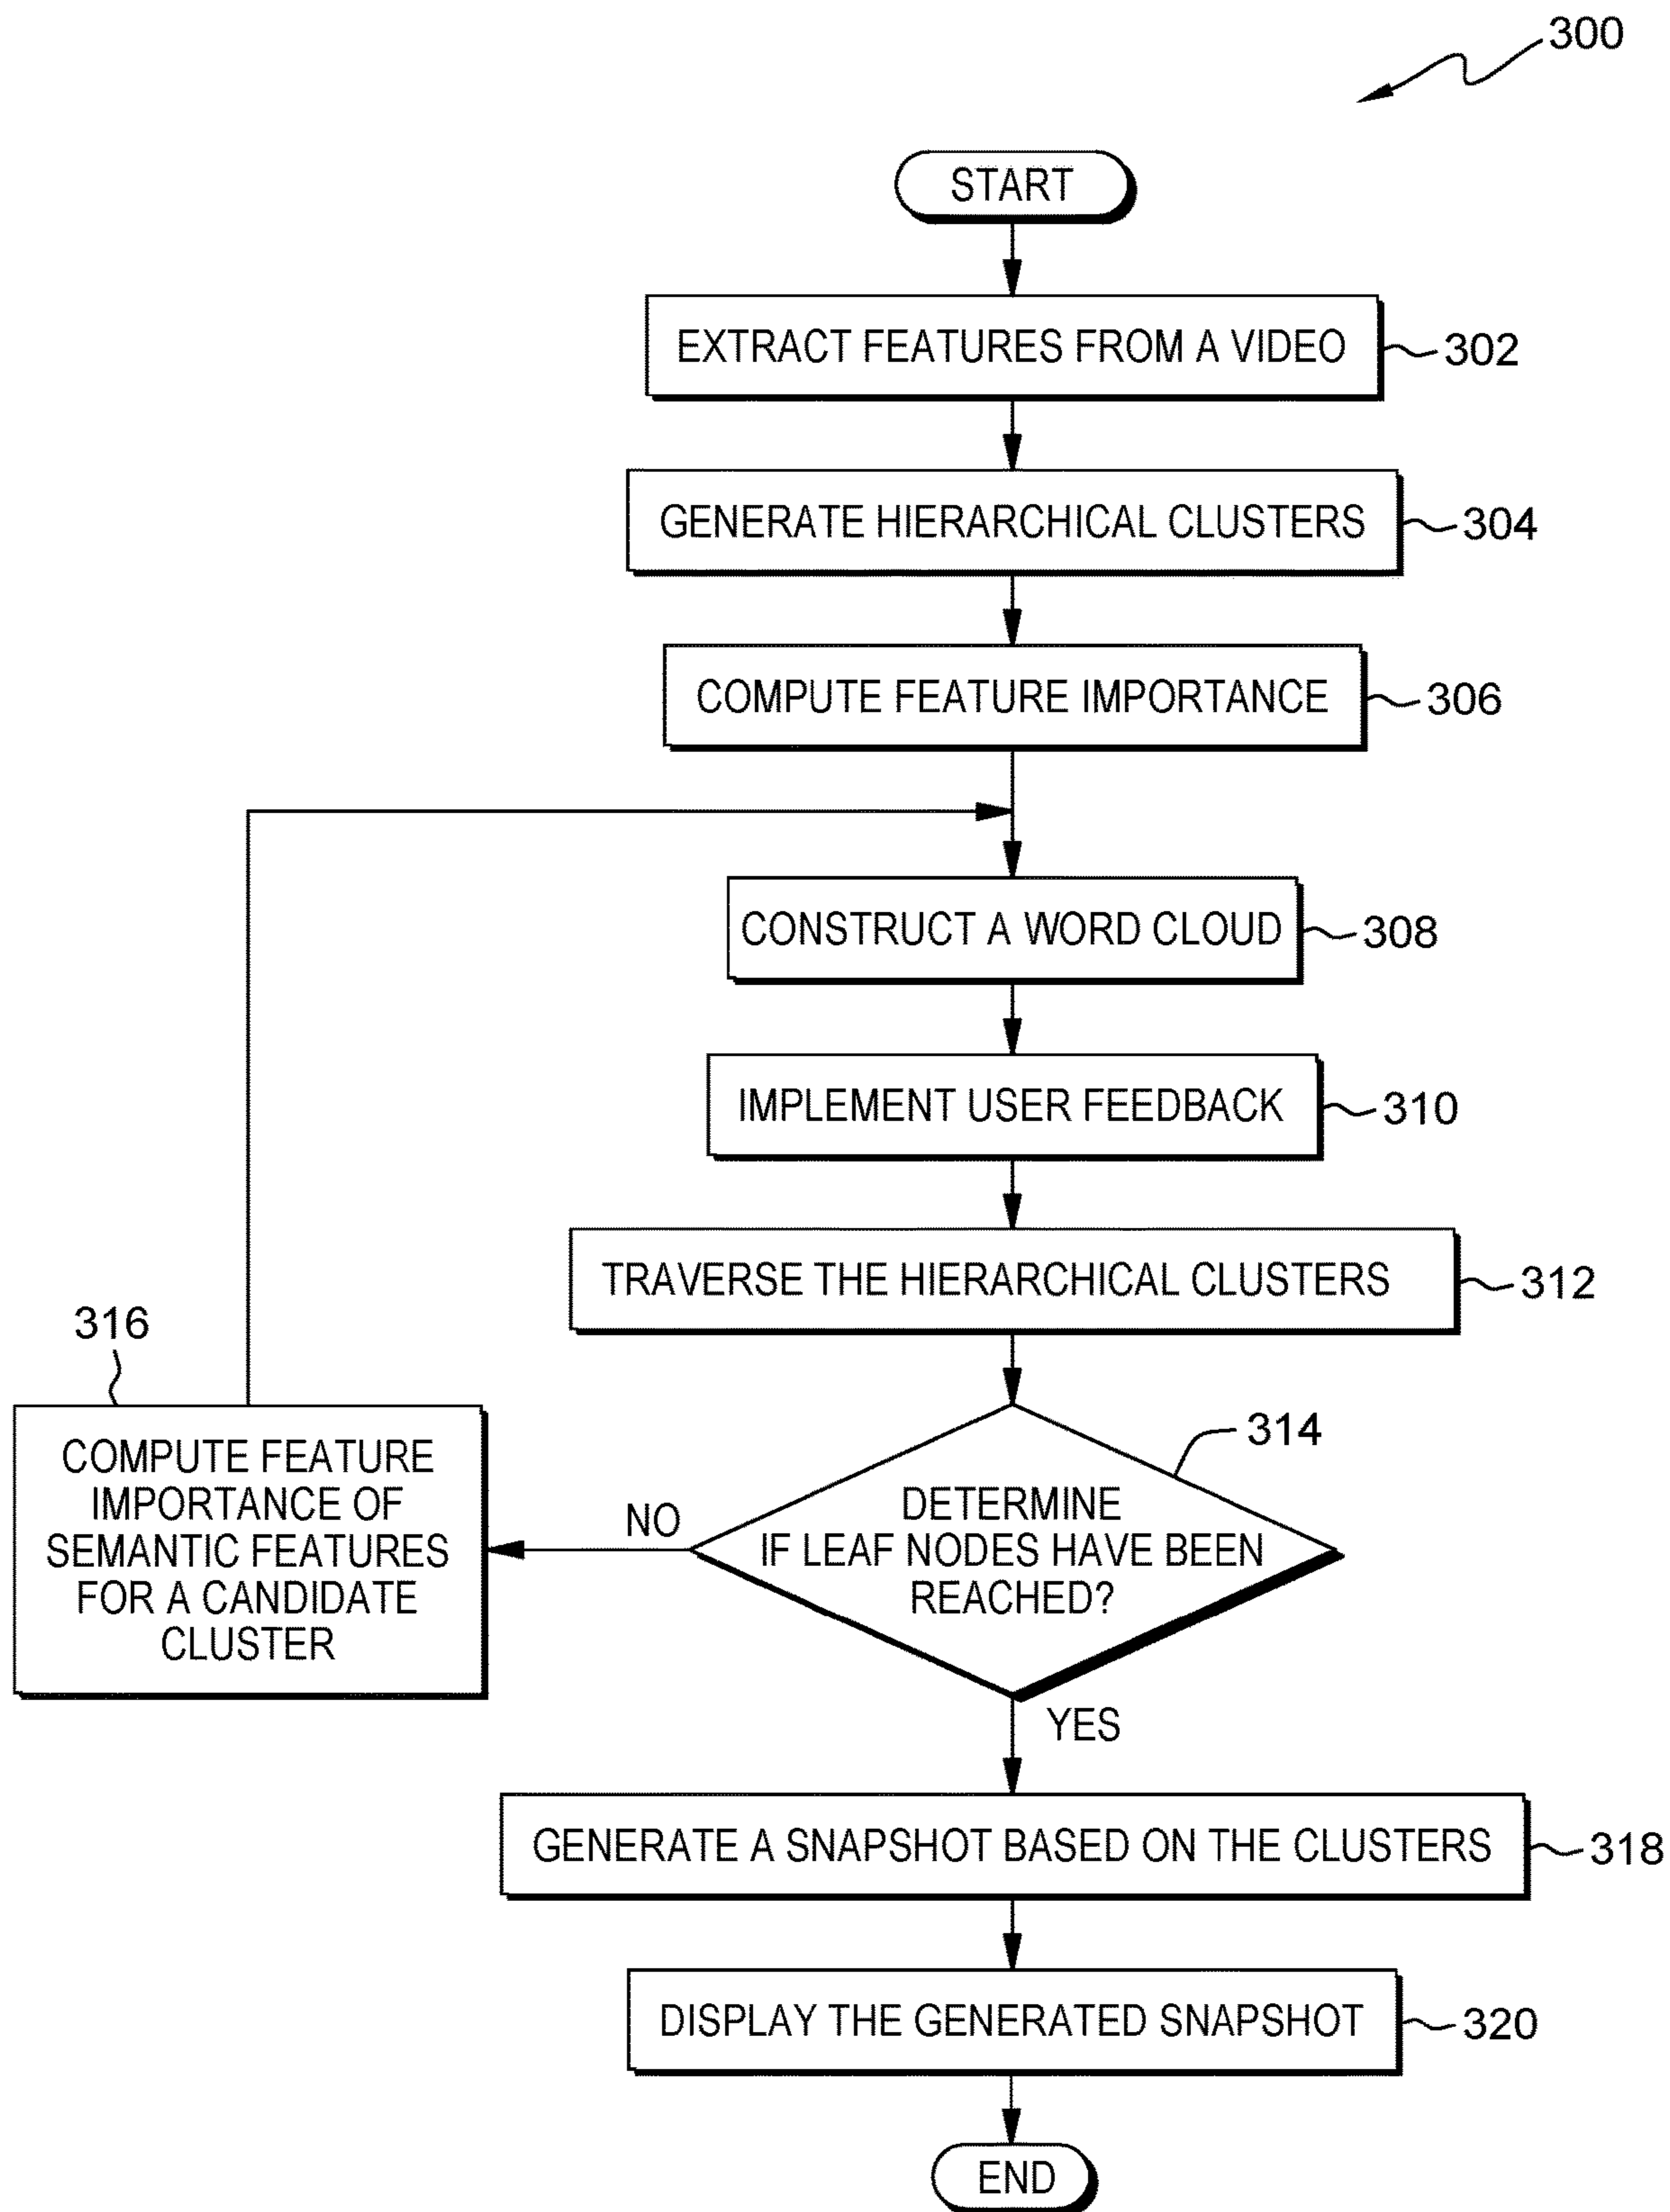 300
START
EXTRACT FEATURES FROM A VIDEO
302
GENERATE HIERARCHICAL CLUSTERS
304
COMPUTE FEATURE IMPORTANCE
306
CONSTRUCT A WORD CLOUD
308
IMPLEMENT USER FEEDBACK
310
TRAVERSE THE HIERARCHICAL CLUSTERS
312
DETERMINE
IF LEAF NODES HAVE BEEN
REACHED?
314
NO
316
COMPUTE FEATURE
IMPORTANCE OF
SEMANTIC FEATURES
FOR A CANDIDATE
CLUSTER
YES
GENERATE A SNAPSHOT BASED ON THE CLUSTERS
318
DISPLAY THE GENERATED SNAPSHOT
320
END